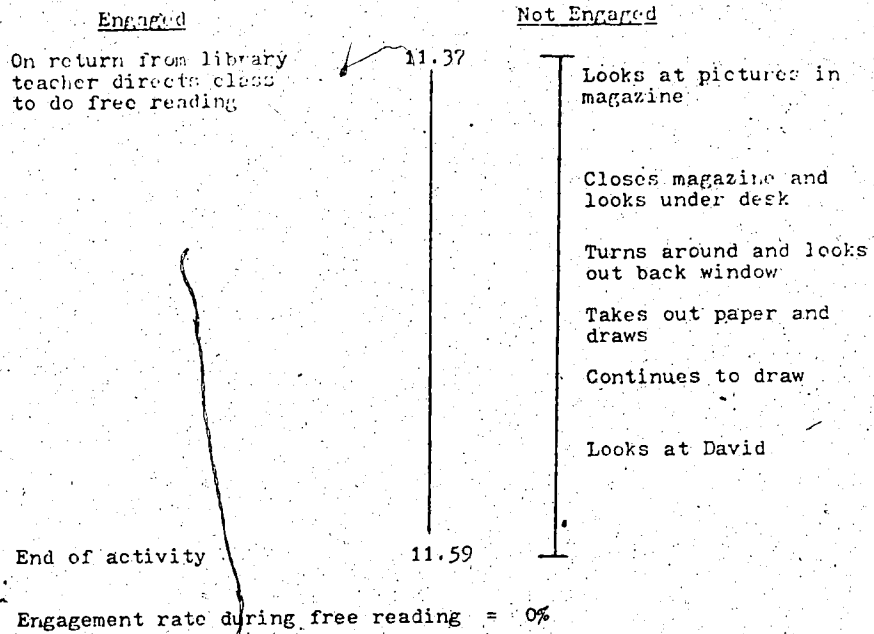 Engaged
Not Engaged
On return from library
teacher directs class
to do free reading
11.37
Looks at pictures in
magazine
Closes magazine and
looks under desk
Turns around and looks
out back window
Takes out paper and
draws
Continues to draw
Looks at David
End of activity
11.59
Engagement rate during free reading = 0%